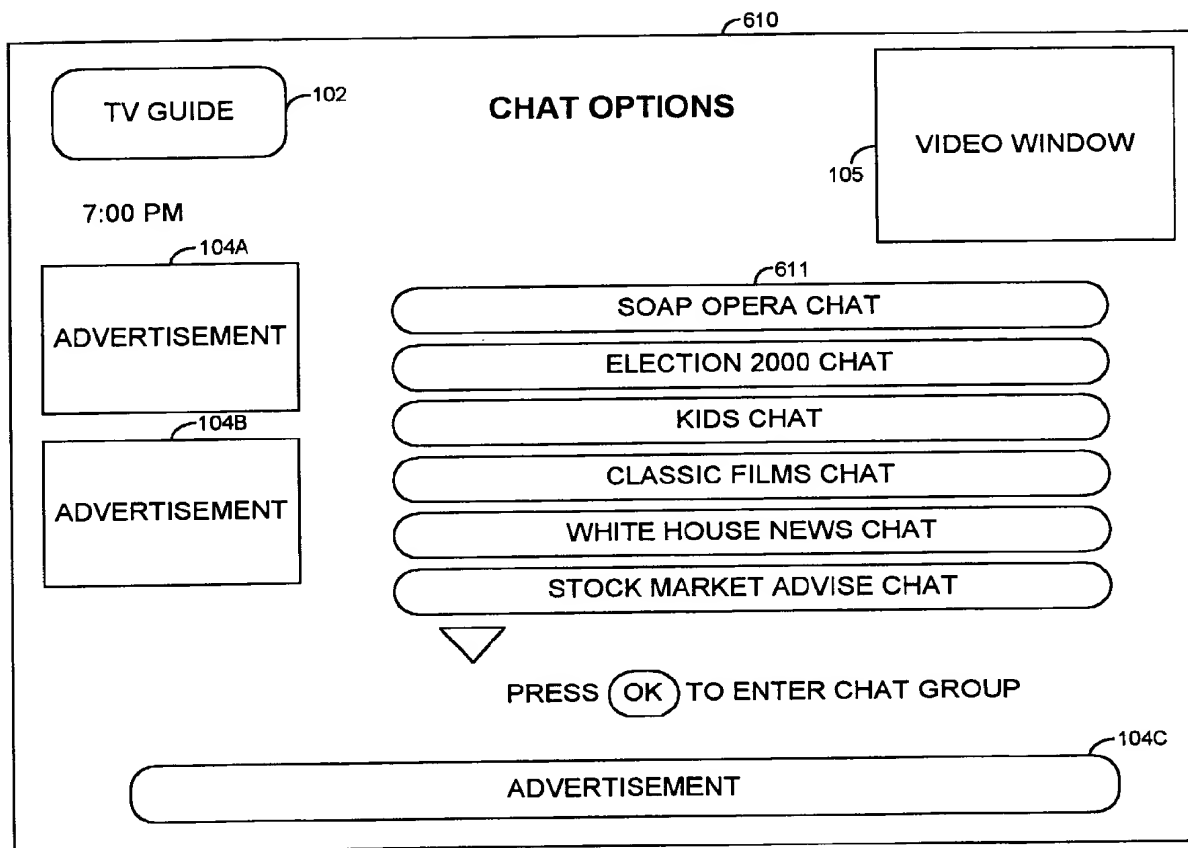 610
TV GUIDE
102
CHAT OPTIONS
VIDEO WINDOW
105
7:00 PM
104A
ADVERTISEMENT
104B
ADVERTISEMENT
611
SOAP OPERA CHAT
ELECTION 2000 CHAT
KIDS CHAT
CLASSIC FILMS CHAT
WHITE HOUSE NEWS CHAT
STOCK MARKET ADVISE CHAT
PRESS OK TO ENTER CHAT GROUP
104C
ADVERTISEMENT